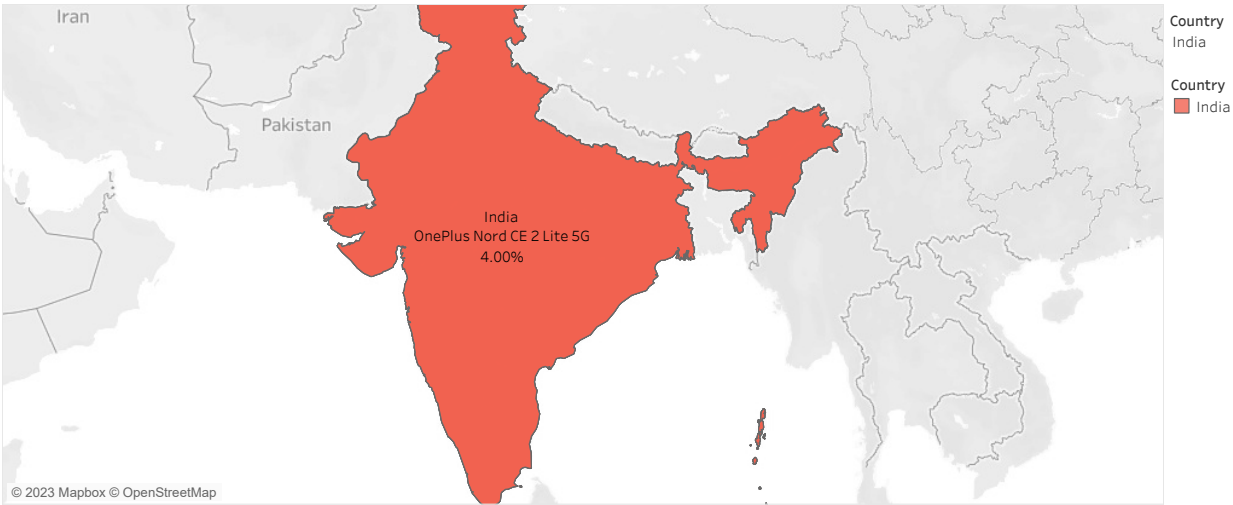 Iran
Pakistan
India
OnePlus Nord CE 2 Lite 5G
4.00%
© 2023 Mapbox © OpenStreetMap
Country
India
Country
India